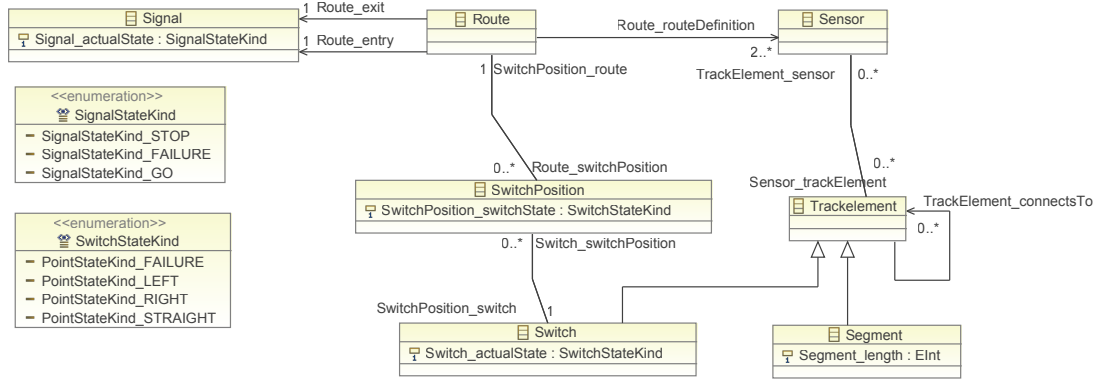 Signal
Signal_actualState : SignalStateKind
1 Route_exit
1 Route_entry
Route
Route_routeDefinition
2..*
Sensor
TrackElement_sensor
0..*
1 SwitchPosition_route
<<enumeration>>
SignalStateKind
SignalStateKind_STOP
SignalStateKind_FAILURE
SignalStateKind_GO
0..* Route_switchPosition
0..*
Sensor_trackElement
SwitchPosition
SwitchPosition_switchState : SwitchStateKind
Trackelement
TrackElement_connectsTo
0..*
<<enumeration>>
SwitchStateKind
PointStateKind_FAILURE
PointStateKind_LEFT
PointStateKind_RIGHT
PointStateKind_STRAIGHT
0..* Switch_switchPosition
SwitchPosition_switch
1
Switch
Switch_actualState : SwitchStateKind
Segment
Segment_length : EInt